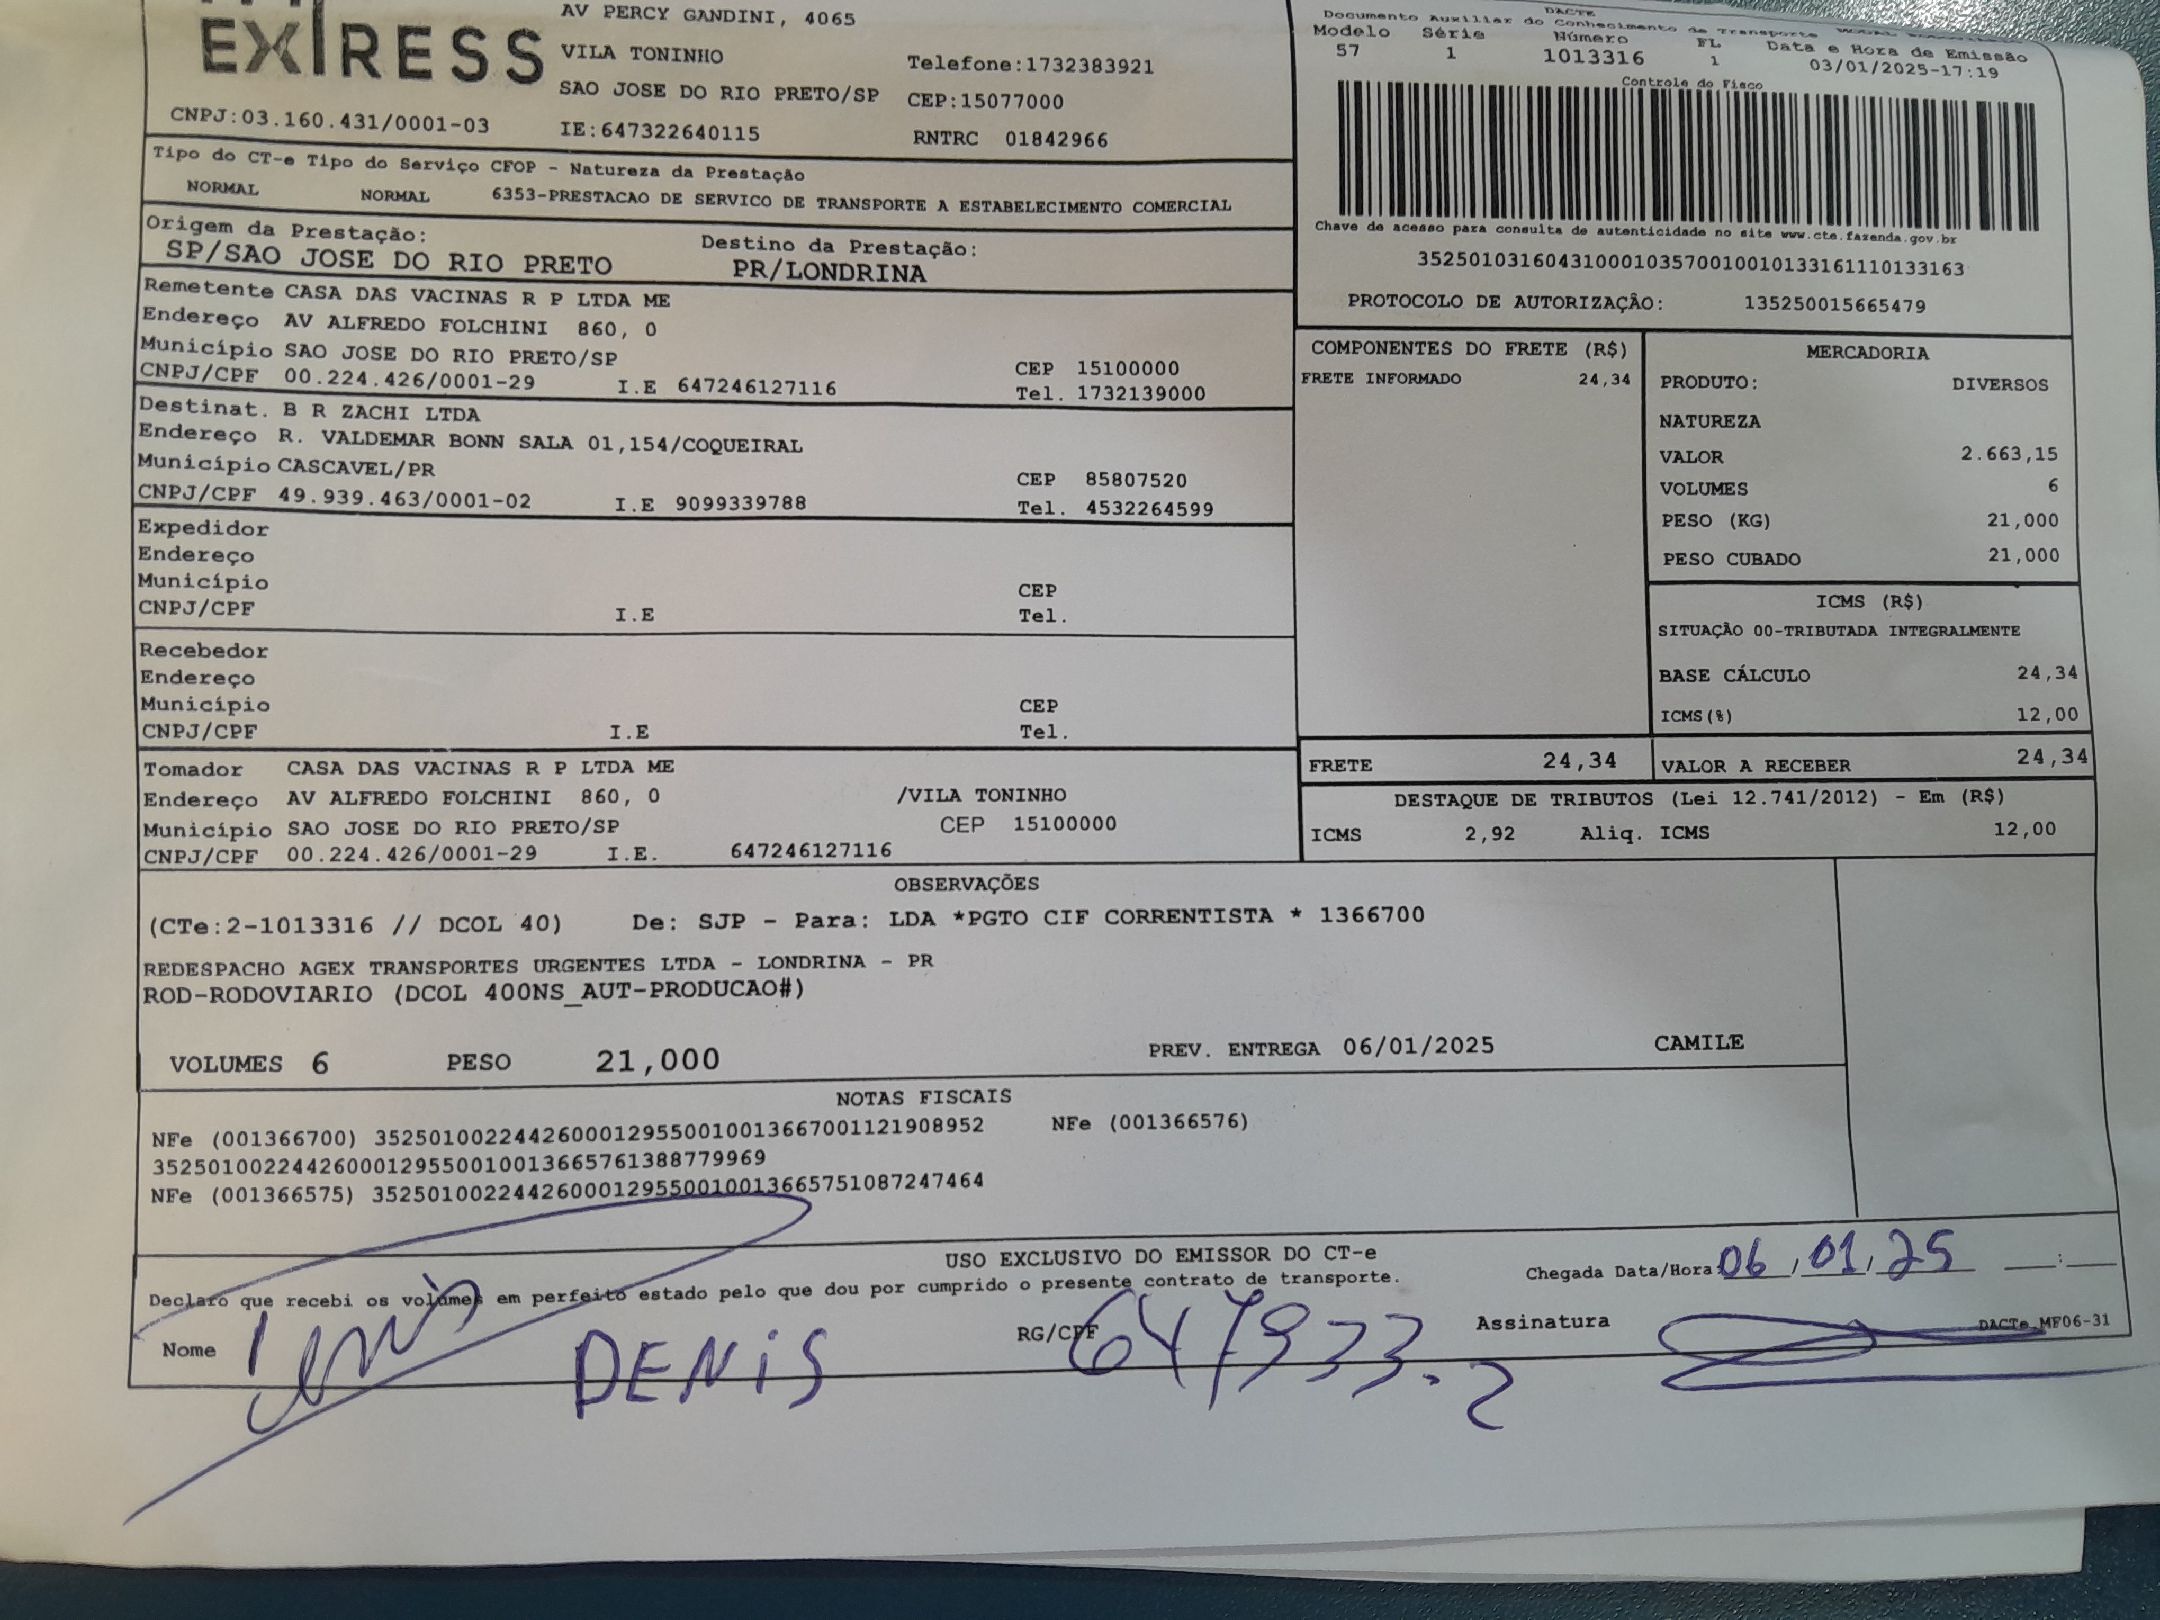 EXPRESS
AV PERCY GANDINI, 4065
VILA TONINHO
Telefone:1732383921
SAO JOSE DO RIO PRETO/SP CEP:15077000
CNPJ:03.160.431/0001-03 IE:647322640115 RNTRC 01842966
DACTE
Documento Auxiliar do Conhecimento de Transporte
Modelo Série Número FL Data e Hora de Emissão
57 1 1013316 1 03/01/2025-17:19
Controle do Fisco
Chave de acesso para consulta de autenticidade no site www.cte.fazenda.gov.br
35250103160431000103570010010133161110133163
PROTOCOLO DE AUTORIZAÇÃO: 135250015665479
Tipo do CT-e Tipo do Serviço CFOP - Natureza da Prestação
NORMAL NORMAL 6353-PRESTACAO DE SERVICO DE TRANSPORTE A ESTABELECIMENTO COMERCIAL
Origem da Prestação: Destino da Prestação:
SP/SAO JOSE DO RIO PRETO PR/LONDRINA
Remetente CASA DAS VACINAS R P LTDA ME
Endereço AV ALFREDO FOLCHINI 860, 0
Município SAO JOSE DO RIO PRETO/SP CEP 15100000
CNPJ/CPF 00.224.426/0001-29 I.E 647246127116 Tel. 1732139000
Destinat. B R ZACHI LTDA
Endereço R. VALDEMAR BONN SALA 01,154/COQUEIRAL
Município CASCAVEL/PR CEP 85807520
CNPJ/CPF 49.939.463/0001-02 I.E 9099339788 Tel. 4532264599
Expedidor
Endereço
Município CEP
CNPJ/CPF I.E Tel.
Recebedor
Endereço
Município CEP
CNPJ/CPF I.E Tel.
Tomador CASA DAS VACINAS R P LTDA ME
Endereço AV ALFREDO FOLCHINI 860, 0 /VILA TONINHO
Município SAO JOSE DO RIO PRETO/SP CEP 15100000
CNPJ/CPF 00.224.426/0001-29 I.E. 647246127116
COMPONENTES DO FRETE (R$)
FRETE INFORMADO 24,34
MERCADORIA
PRODUTO: DIVERSOS
NATUREZA
VALOR 2.663,15
VOLUMES 6
PESO (KG) 21,000
PESO CUBADO 21,000
ICMS (R$)
SITUAÇÃO 00-TRIBUTADA INTEGRALMENTE
BASE CÁLCULO 24,34
ICMS(%) 12,00
FRETE 24,34 VALOR A RECEBER 24,34
DESTAQUE DE TRIBUTOS (Lei 12.741/2012) - Em (R$)
ICMS 2,92 Aliq. ICMS 12,00
OBSERVAÇÕES
(CTe:2-1013316 // DCOL 40) De: SJP - Para: LDA *PGTO CIF CORRENTISTA * 1366700
REDESPACHO AGEX TRANSPORTES URGENTES LTDA - LONDRINA - PR
ROD-RODOVIARIO (DCOL 400NS_AUT-PRODUCAO#)
VOLUMES 6 PESO 21,000 PREV. ENTREGA 06/01/2025 CAMILE
NOTAS FISCAIS
NFe (001366700) 35250100224426000129550010013667001121908952 NFe (001366576)
35250100224426000129550010013665761388779969
NFe (001366575) 35250100224426000129550010013665751087247464
USO EXCLUSIVO DO EMISSOR DO CT-e
Declaro que recebi os volumes em perfeito estado pelo que dou por cumprido o presente contrato de transporte.
Chegada Data/Hora 06/01/25 __:__
Nome DENIS RG/CPF 647933.2 Assinatura
DACTe_MF06-31